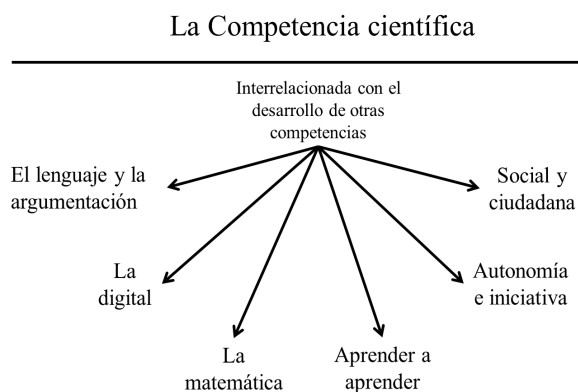 La Competencia científica
Interrelacionada con el
desarrollo de otras
competencias
El lenguaje y la
argumentación
Social y
ciudadana
La
digital
Autonomía
e iniciativa
La
matemática
Aprender a
aprender